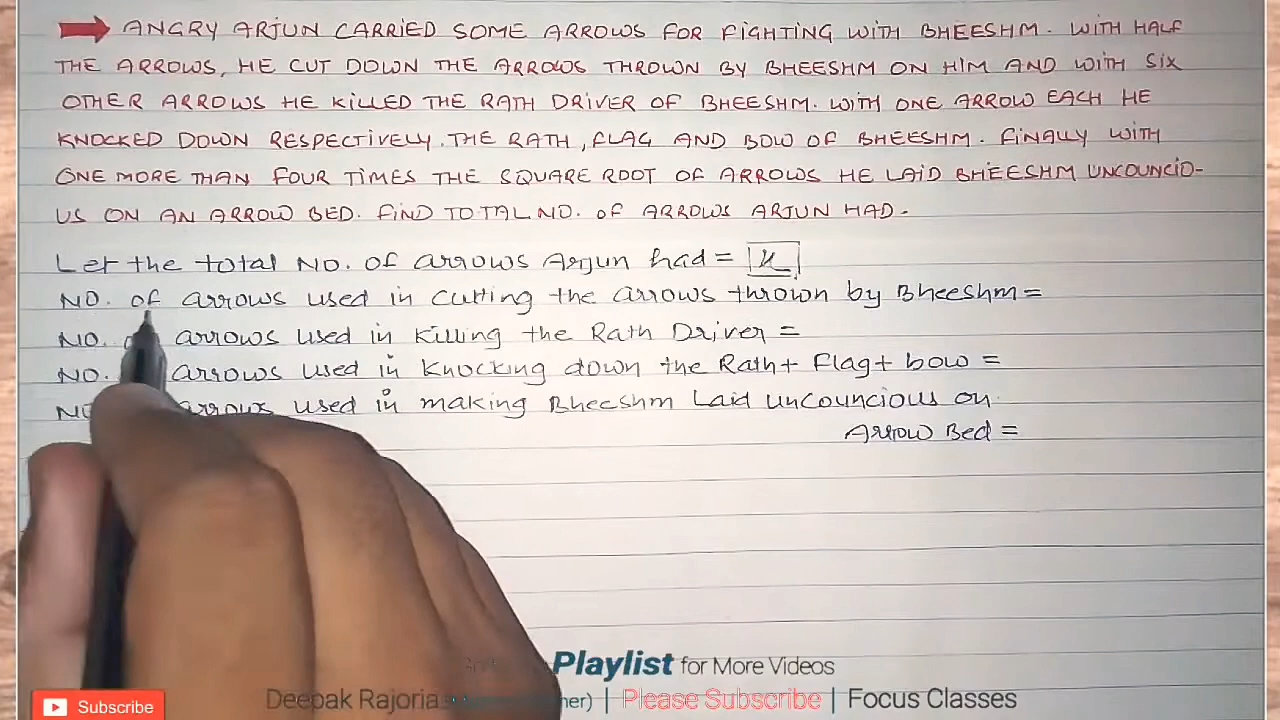 ANGRY ARJUN CARRIED SOME ARROWS FOR FIGHTING WITH BHEESHM. WITH HALF
THE ARROWS, HE CUT DOWN THE ARROWS THROWN BY BHEESHM ON HIM AND WITH SIX
OTHER ARROWS HE KILLED THE RATH DRIVER OF BHEESHM. WITH ONE ARROW EACH HE
KNOCKED DOWN RESPECTIVELY THE RATH, FLAG AND BOW OF BHEESHM. FINALLY WITH
ONE MORE THAN FOUR TIMES THE SQUARE ROOT OF ARROWS HE LAID BHEESHM UNCOUNCIO-
US ON AN ARROW BED. FIND TOTAL NO. OF ARROWS ARJUN HAD.
Let the total No. of arrows Arjun had = x
NO. of arrows used in cutting the arrows thrown by Bheeshm =
NO. arrows used in killing the Rath Driver =
NO. arrows used in Knocking down the Rath + Flag + bow =
arrows used in making Bheeshm Laid uncouncious on
Arrow Bed =
Playlist for More Videos
Deepak Rajoria | Please Subscribe | Focus Classes
Subscribe